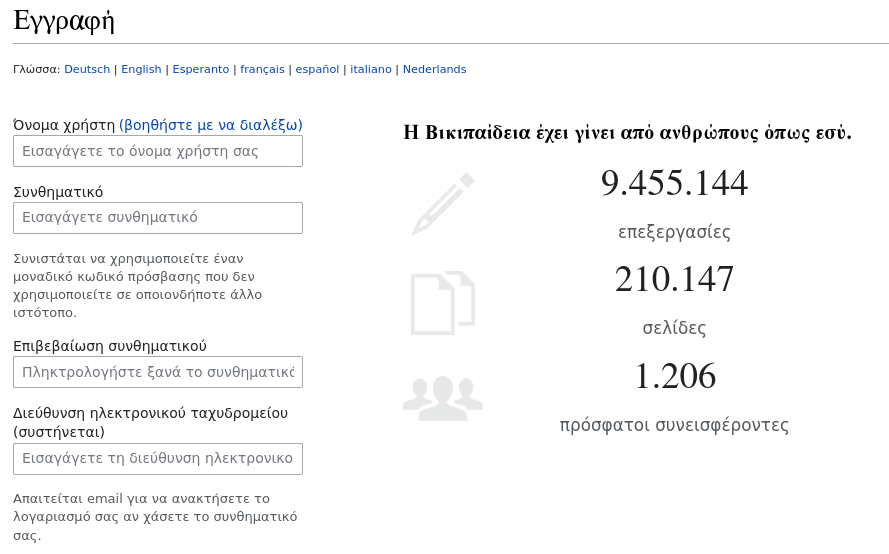 Εγγραφή
Γλώσσα: Deutsch | English | Esperanto | français | español | italiano | Nederlands
Όνομα χρήστη (βοηθήστε με να διαλέξω)
Εισαγάγετε το όνομα χρήστη σας
Συνθηματικό
Εισαγάγετε συνθηματικό
Συνιστάται να χρησιμοποιείτε έναν
μοναδικό κωδικό πρόσβασης που δεν
χρησιμοποιείτε σε οποιονδήποτε άλλο
ιστότοπο.
Επιβεβαίωση συνθηματικού
Πληκτρολογήστε ξανά το συνθηματικό
Διεύθυνση ηλεκτρονικού ταχυδρομείου
(συστήνεται)
Εισαγάγετε τη διεύθυνση ηλεκτρονικο
Απαιτείται email για να ανακτήσετε το
λογαριασμό σας αν χάσετε το συνθηματικό
σας.
Η Βικιπαίδεια έχει γίνει από ανθρώπους όπως εσύ.
9.455.144
επεξεργασίες
210.147
σελίδες
1.206
πρόσφατοι συνεισφέροντες